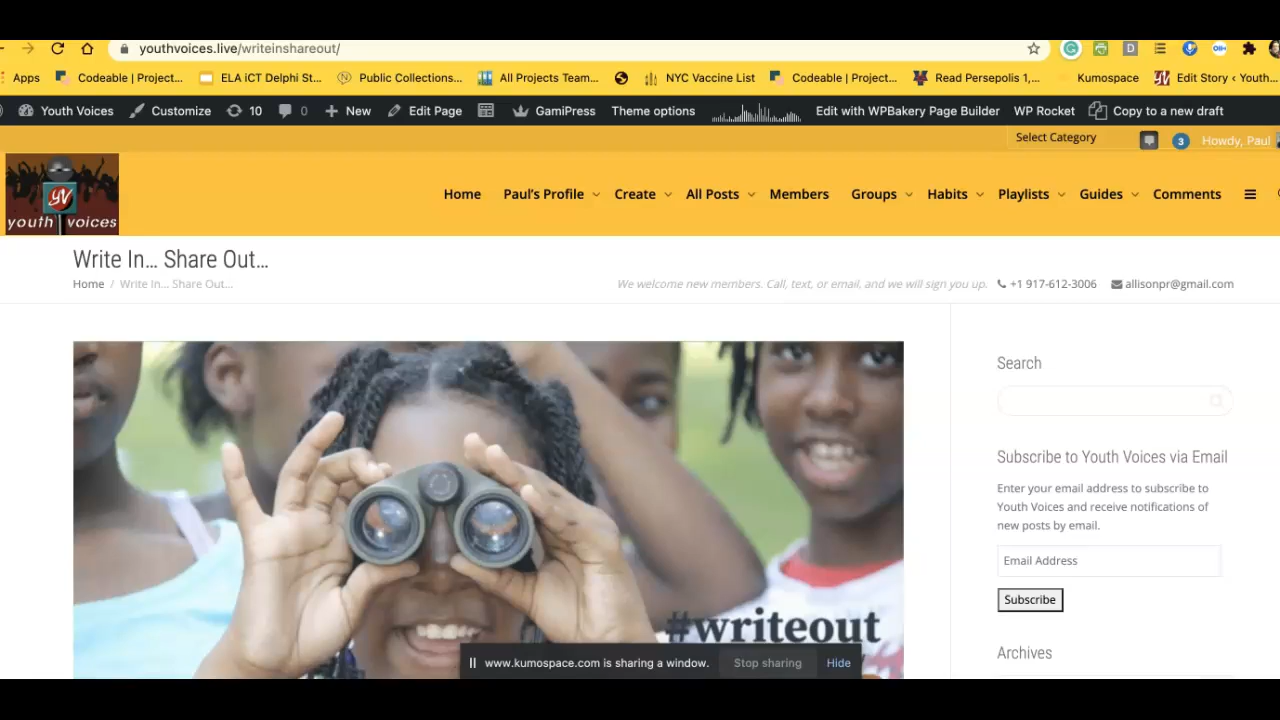 youthvoices.live/writeinshareout/
Apps Codeable | Project... ELA iCT Delphi St... Public Collections... All Projects Team... NYC Vaccine List Codeable | Project... Read Persepolis 1,... Kumospace Edit Story ‹ Youth...
Youth Voices Customize 10 0 New Edit Page GamiPress Theme options Edit with WPBakery Page Builder WP Rocket Copy to a new draft
Select Category 3 Howdy, Paul
YV
youth voices
Home Paul's Profile Create All Posts Members Groups Habits Playlists Guides Comments
Write In... Share Out...
Home / Write In... Share Out...
We welcome new members. Call, text, or email, and we will sign you up. +1 917-612-3006 allisonpr@gmail.com
Search
Subscribe to Youth Voices via Email
Enter your email address to subscribe to
Youth Voices and receive notifications of
new posts by email.
Email Address
Subscribe
#writeout
www.kumospace.com is sharing a window. Stop sharing Hide
Archives